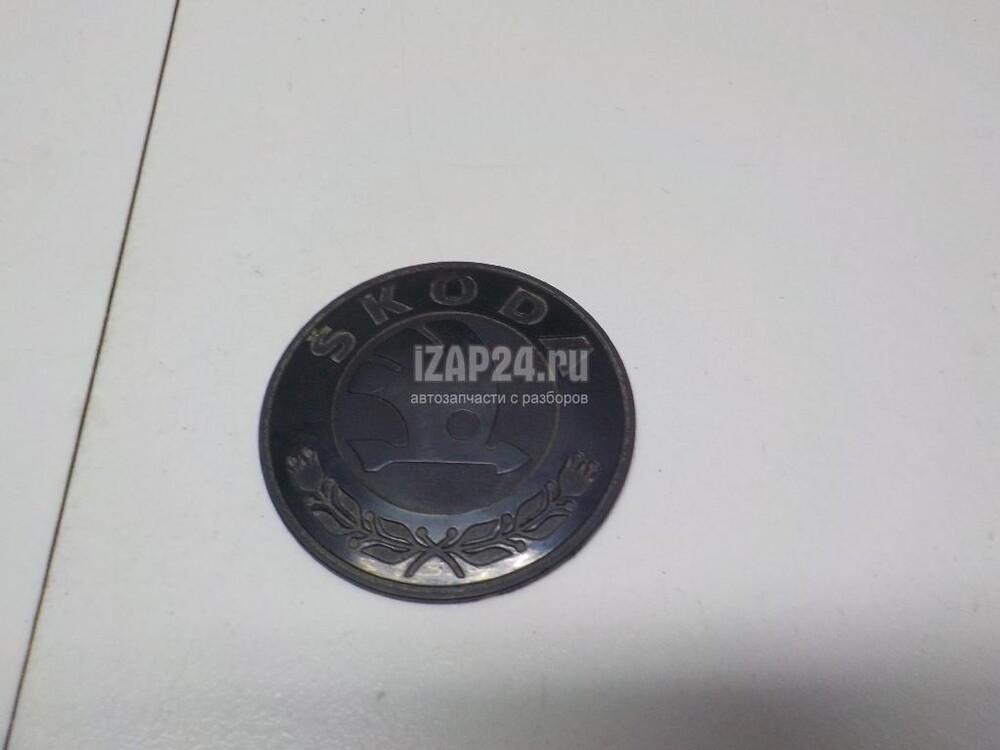 ŠKODA
iZAP24.ru
автозапчасти с разборов